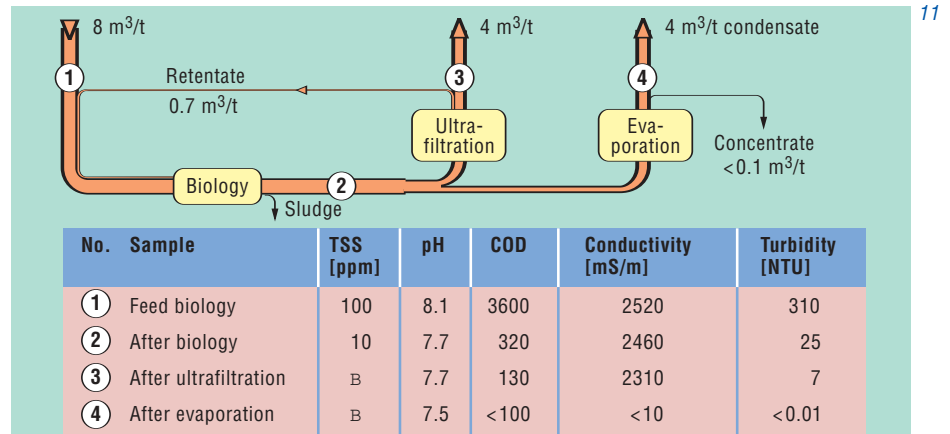 11
8 m³/t
4 m³/t
4 m³/t condensate
1
Retentate
0.7 m³/t
3
4
Ultra-
filtration
Eva-
poration
Concentrate
<0.1 m³/t
Biology
2
Sludge
No. Sample TSS [ppm] pH COD Conductivity [mS/m] Turbidity [NTU]
1 Feed biology 100 8.1 3600 2520 310
2 After biology 10 7.7 320 2460 25
3 After ultrafiltration B 7.7 130 2310 7
4 After evaporation B 7.5 <100 <10 <0.01